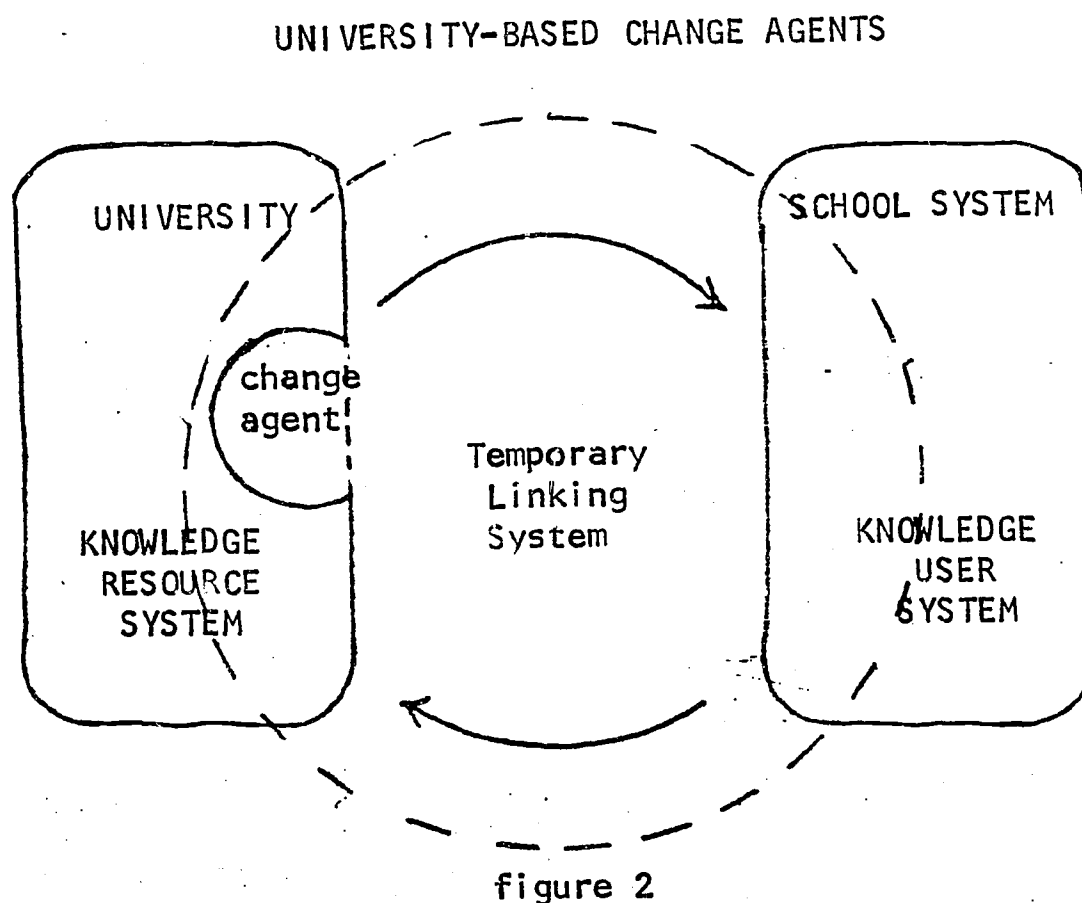 UNIVERSITY-BASED CHANGE AGENTS
UNIVERSITY
SCHOOL SYSTEM
change
agent
Temporary
Linking
System
KNOWLEDGE
RESOURCE
SYSTEM
KNOWLEDGE
USER
SYSTEM
figure 2